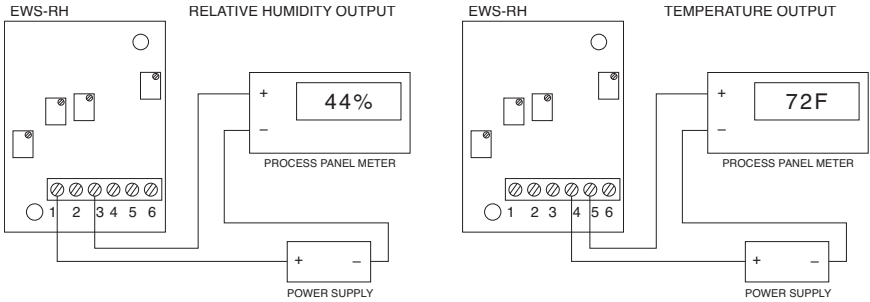 EWS-RH
RELATIVE HUMIDITY OUTPUT
+
44%
–
PROCESS PANEL METER
1 2 3 4 5 6
+ –
POWER SUPPLY
EWS-RH
TEMPERATURE OUTPUT
+
72F
–
PROCESS PANEL METER
1 2 3 4 5 6
+ –
POWER SUPPLY